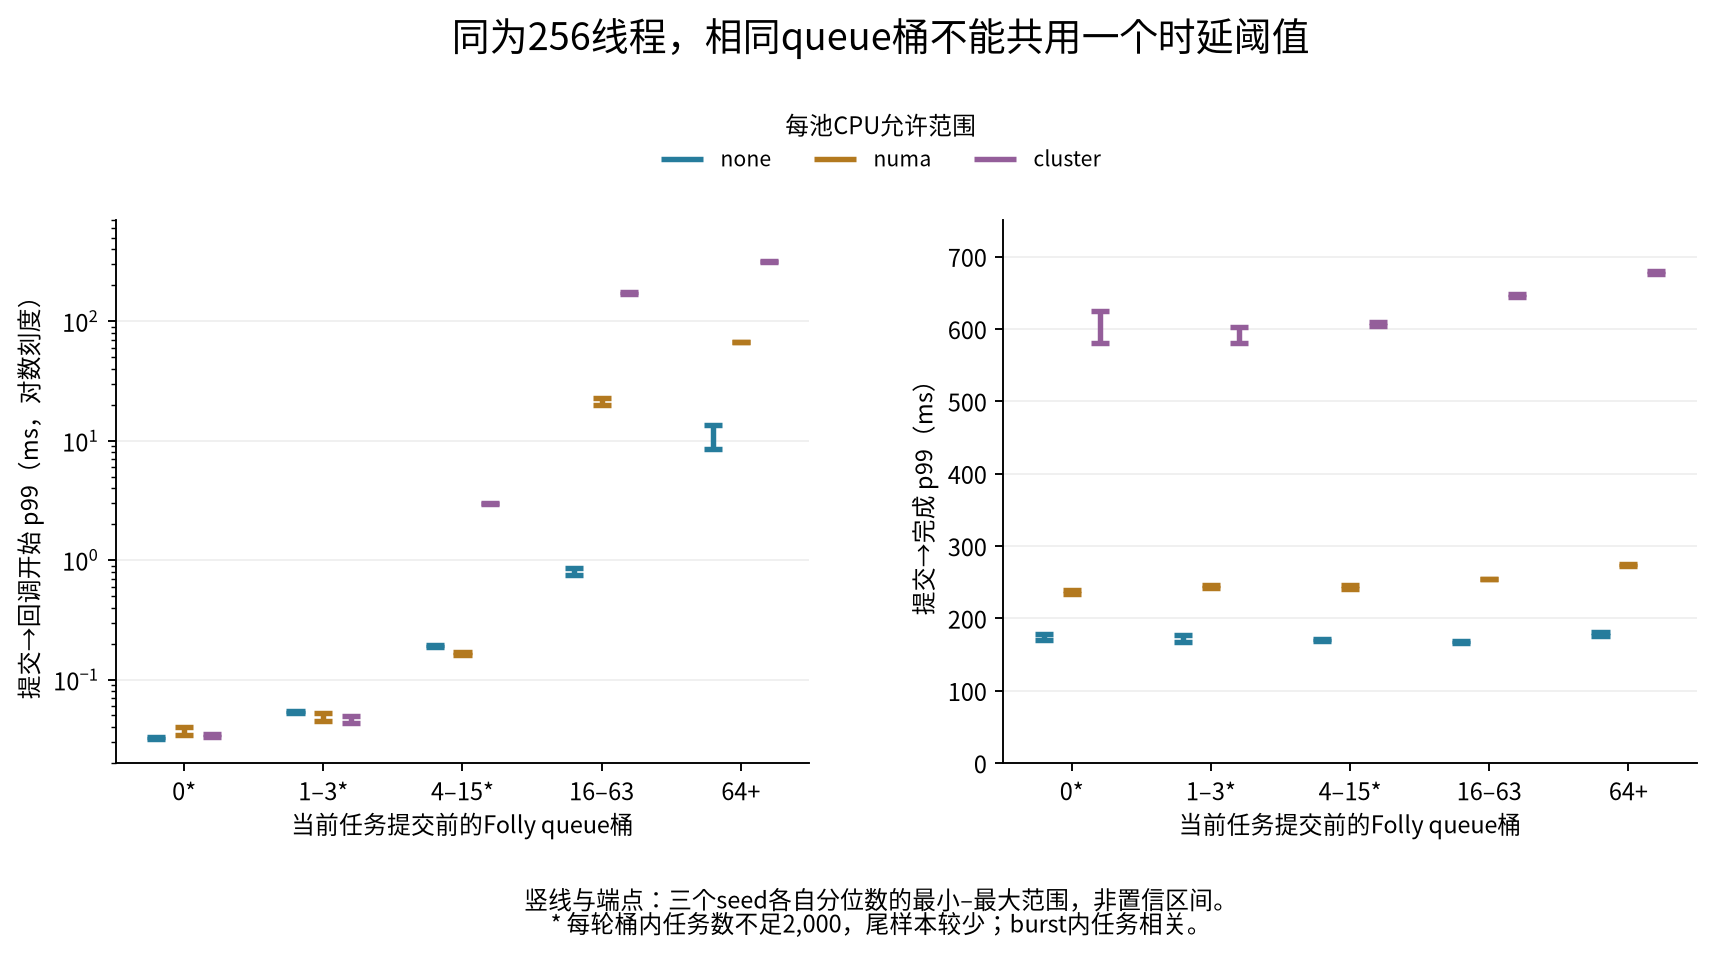 同为256线程，相同queue桶不能共用一个时延阈值
每池CPU允许范围
none numa cluster
提交→回调开始 p99（ms，对数刻度）
10²
10¹
10⁰
10⁻¹
0* 1–3* 4–15* 16–63 64+
当前任务提交前的Folly queue桶
提交→完成 p99（ms）
700
600
500
400
300
200
100
0
0* 1–3* 4–15* 16–63 64+
当前任务提交前的Folly queue桶
竖线与端点：三个seed各自分位数的最小–最大范围，非置信区间。
* 每轮桶内任务数不足2,000，尾样本较少；burst内任务相关。